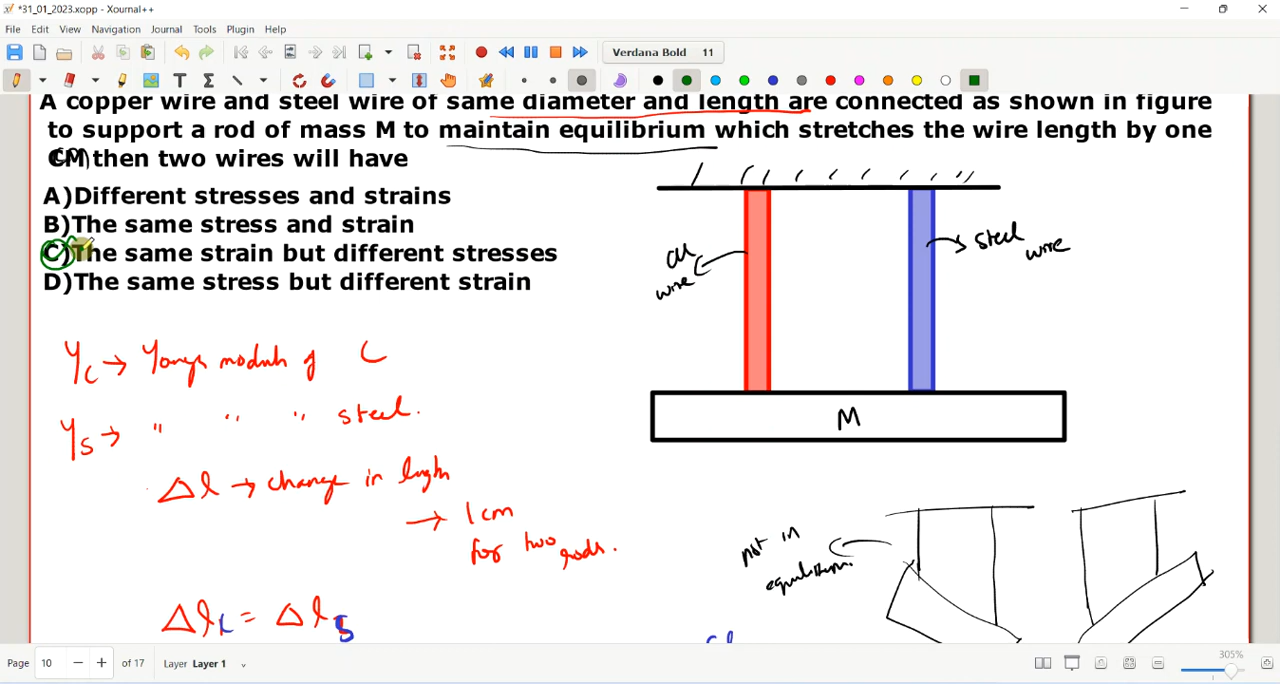 *31_01_2023.xopp - Xournal++
File Edit View Navigation Journal Tools Plugin Help
Verdana Bold 11
A copper wire and steel wire of same diameter and length are connected as shown in figure
to support a rod of mass M to maintain equilibrium which stretches the wire length by one
CM then two wires will have
A)Different stresses and strains
B)The same stress and strain
C)The same strain but different stresses
D)The same stress but different strain
Cu
wire
steel
wire
M
Yc → Youngs moduls of C
Ys → " " " steel.
Δl → change in length
→ 1 cm
for two rods.
not in
equilibrium.
Δl = Δl
Page 10 of 17 Layer Layer 1
305%